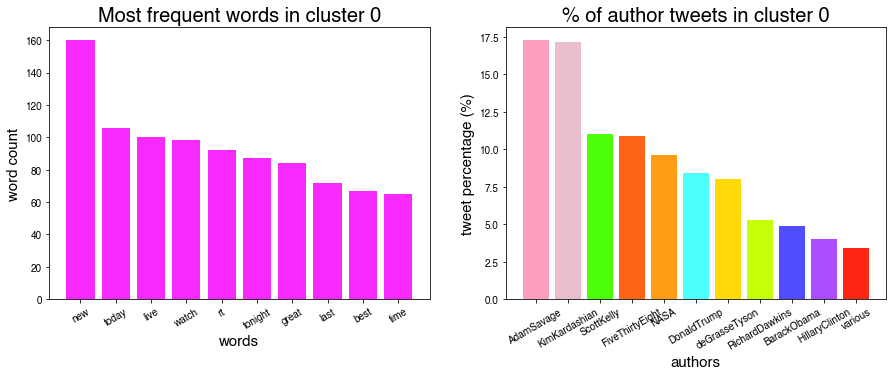 Most frequent words in cluster 0
word count
160
140
120
100
80
60
40
20
0
new today live watch rt tonight great last best time
words
% of author tweets in cluster 0
tweet percentage (%)
17.5
15.0
12.5
10.0
7.5
5.0
2.5
0.0
AdamSavage KimKardashian ScottKelly FiveThirtyEight NASA DonaldTrump deGrasseTyson RichardDawkins BarackObama HillaryClinton various
authors